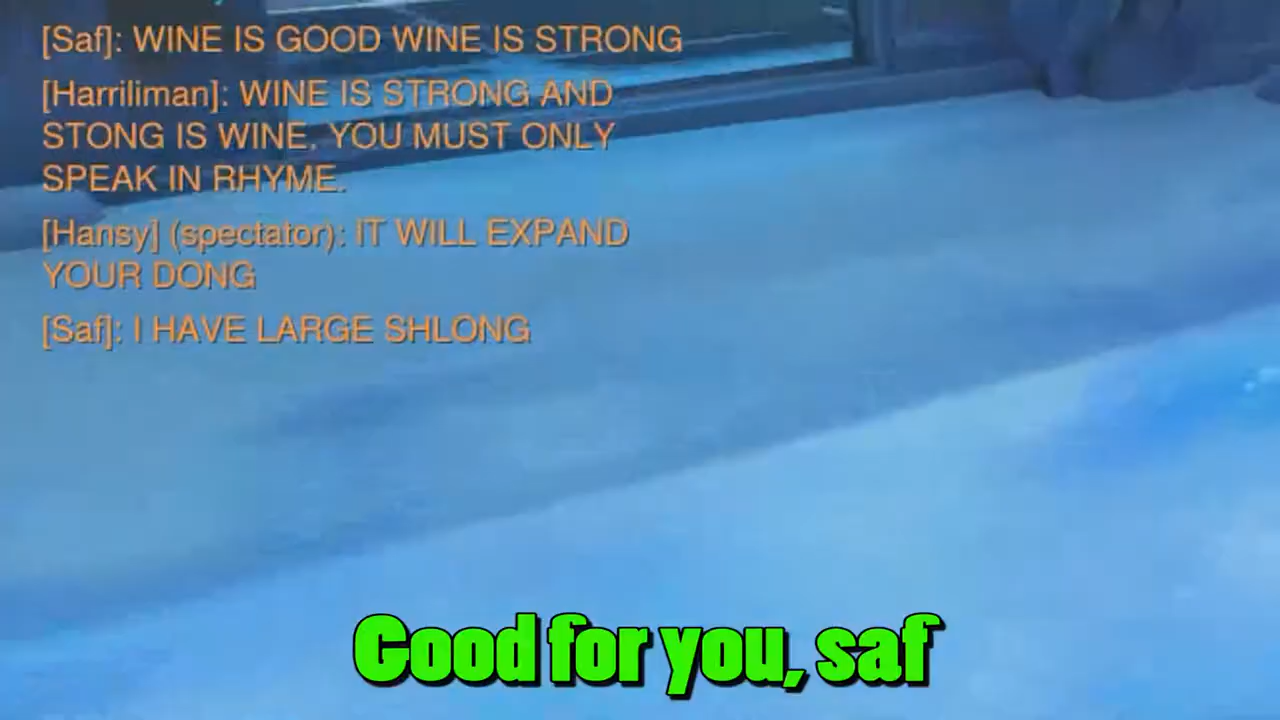 [Saf]: WINE IS GOOD WINE IS STRONG
[Harriliman]: WINE IS STRONG AND
STONG IS WINE. YOU MUST ONLY
SPEAK IN RHYME.
[Hansy] (spectator): IT WILL EXPAND
YOUR DONG
[Saf]: I HAVE LARGE SHLONG
Good for you, saf